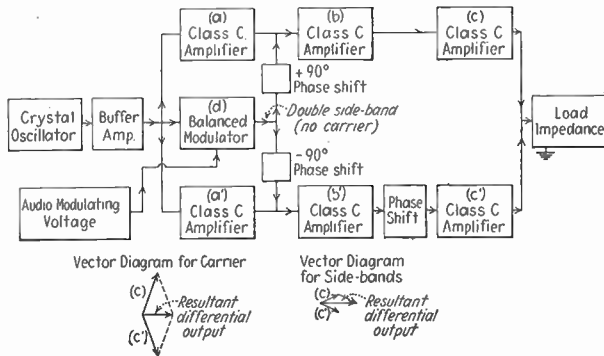 (a)
Class C
Amplifier
(b)
Class C
Amplifier
(c)
Class C
Amplifier
+90°
Phase shift
Crystal
Oscillator
Buffer
Amp.
(d)
Balanced
Modulator
Double side-band
(no carrier)
Load
Impedance
-90°
Phase shift
Audio Modulating
Voltage
(a')
Class C
Amplifier
(b')
Class C
Amplifier
Phase
Shift
(c')
Class C
Amplifier
Vector Diagram for Carrier
(c)
(c')
Resultant
differential
output
Vector Diagram
for Side-bands
(c)
(c')
Resultant
differential
output